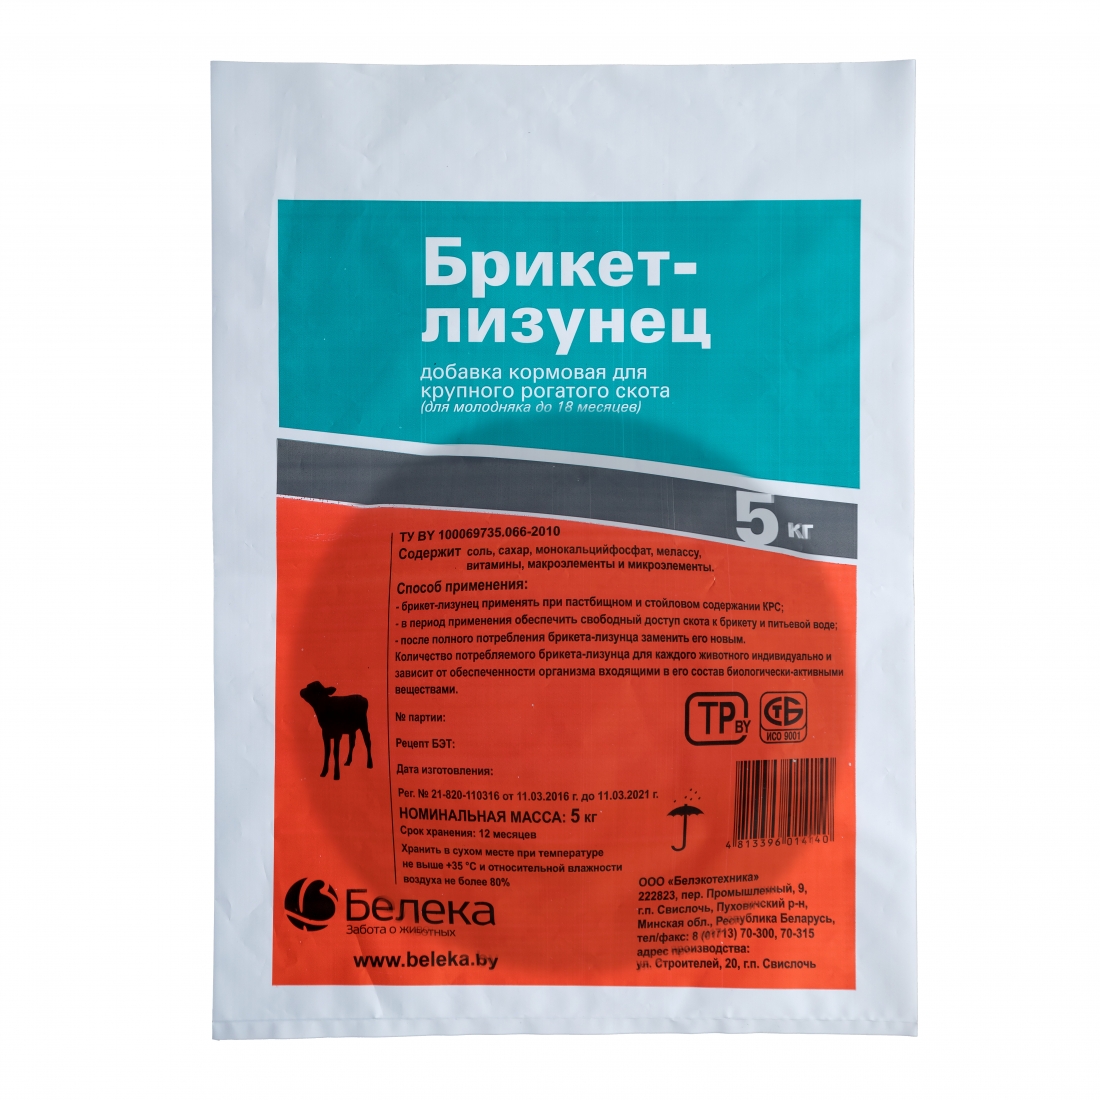 Брикет-
лизунец
добавка кормовая для
крупного рогатого скота
(для молодняка до 18 месяцев)
5 кг
ТУ BY 100069735.066-2010
Содержит соль, сахар, монокальцийфосфат, мелассу,
витамины, макроэлементы и микроэлементы.
Способ применения:
- брикет-лизунец применять при пастбищном и стойловом содержании КРС;
- в период применения обеспечить свободный доступ скота к брикету и питьевой воде;
- после полного потребления брикета-лизунца заменить его новым.
Количество потребляемого брикета-лизунца для каждого животного индивидуально и
зависит от обеспеченности организма входящими в его состав биологически-активными
веществами.
№ партии:
Рецепт БЭТ:
Дата изготовления:
ТР BY
СТБ
ИСО 9001
Рег. № 21-820-110316 от 11.03.2016 г. до 11.03.2021 г.
НОМИНАЛЬНАЯ МАССА: 5 кг
Срок хранения: 12 месяцев
Хранить в сухом месте при температуре
не выше +35 °С и относительной влажности
воздуха не более 80%
4 813396 014440
Белека
Забота о животных
www.beleka.by
ООО «Белэкотехника»
222823, пер. Промышленный, 9,
г.п. Свислочь, Пуховичский р-н,
Минская обл., Республика Беларусь,
тел/факс: 8 (01713) 70-300, 70-315
адрес производства:
ул. Строителей, 20, г.п. Свислочь